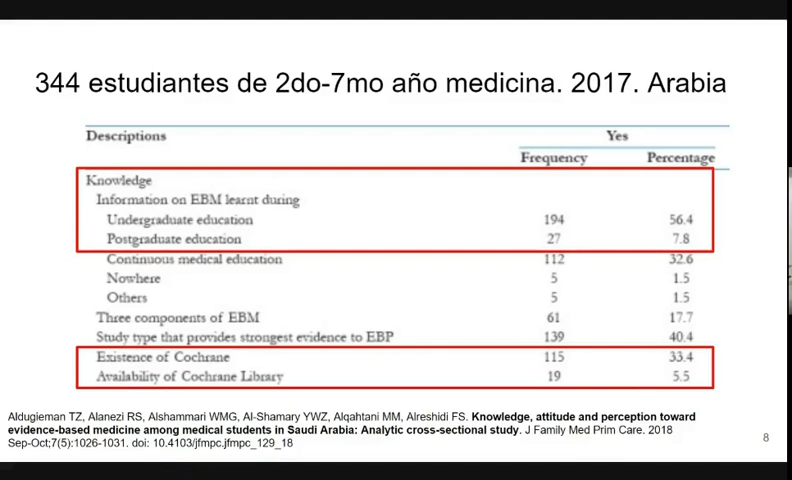 344 estudiantes de 2do-7mo año medicina. 2017. Arabia
Descriptions Yes
Frequency Percentage
Knowledge
Information on EBM learnt during
Undergraduate education 194 56.4
Postgraduate education 27 7.8
Continuous medical education 112 32.6
Nowhere 5 1.5
Others 5 1.5
Three components of EBM 61 17.7
Study type that provides strongest evidence to EBP 139 40.4
Existence of Cochrane 115 33.4
Availability of Cochrane Library 19 5.5
Aldugieman TZ, Alanezi RS, Alshammari WMG, Al-Shamary YWZ, Alqahtani MM, Alreshidi FS. Knowledge, attitude and perception toward
evidence-based medicine among medical students in Saudi Arabia: Analytic cross-sectional study. J Family Med Prim Care. 2018
Sep-Oct;7(5):1026-1031. doi: 10.4103/jfmpc.jfmpc_129_18
8